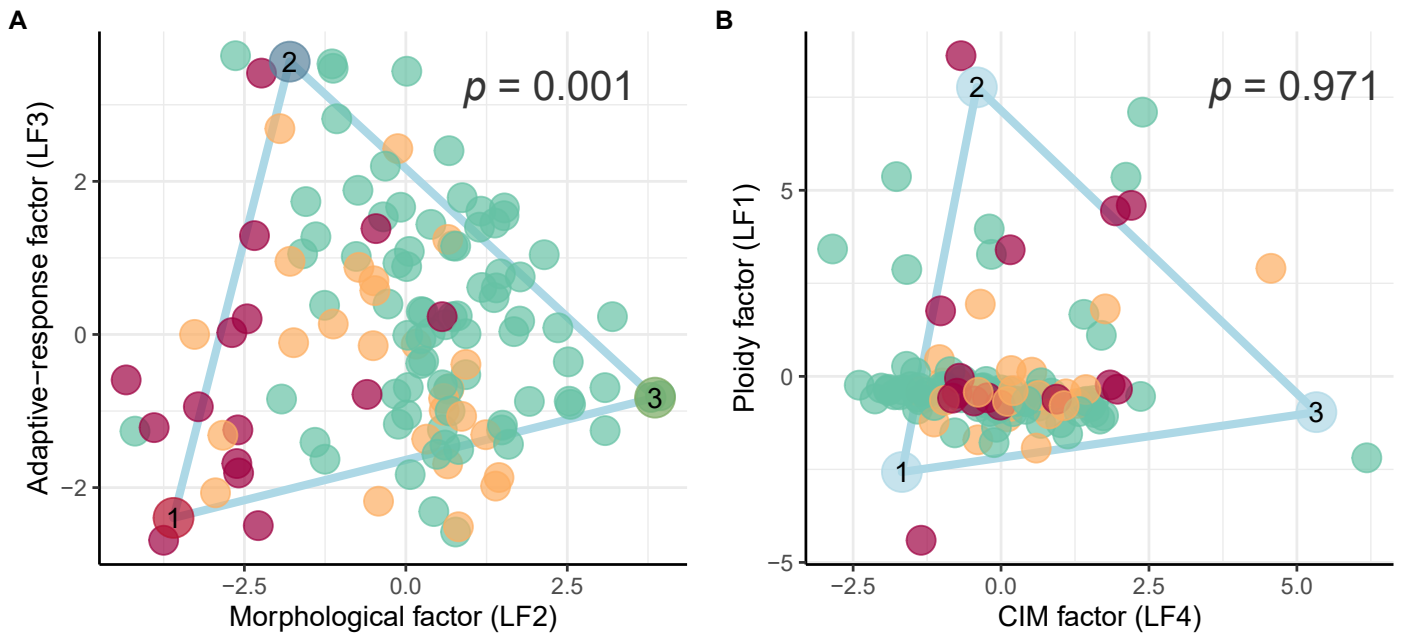 A
Adaptive−response factor (LF3)
2
0
−2
p = 0.001
2
3
1
−2.5
0.0
2.5
Morphological factor (LF2)
B
Ploidy factor (LF1)
5
0
−5
p = 0.971
2
3
1
−2.5
0.0
2.5
5.0
CIM factor (LF4)